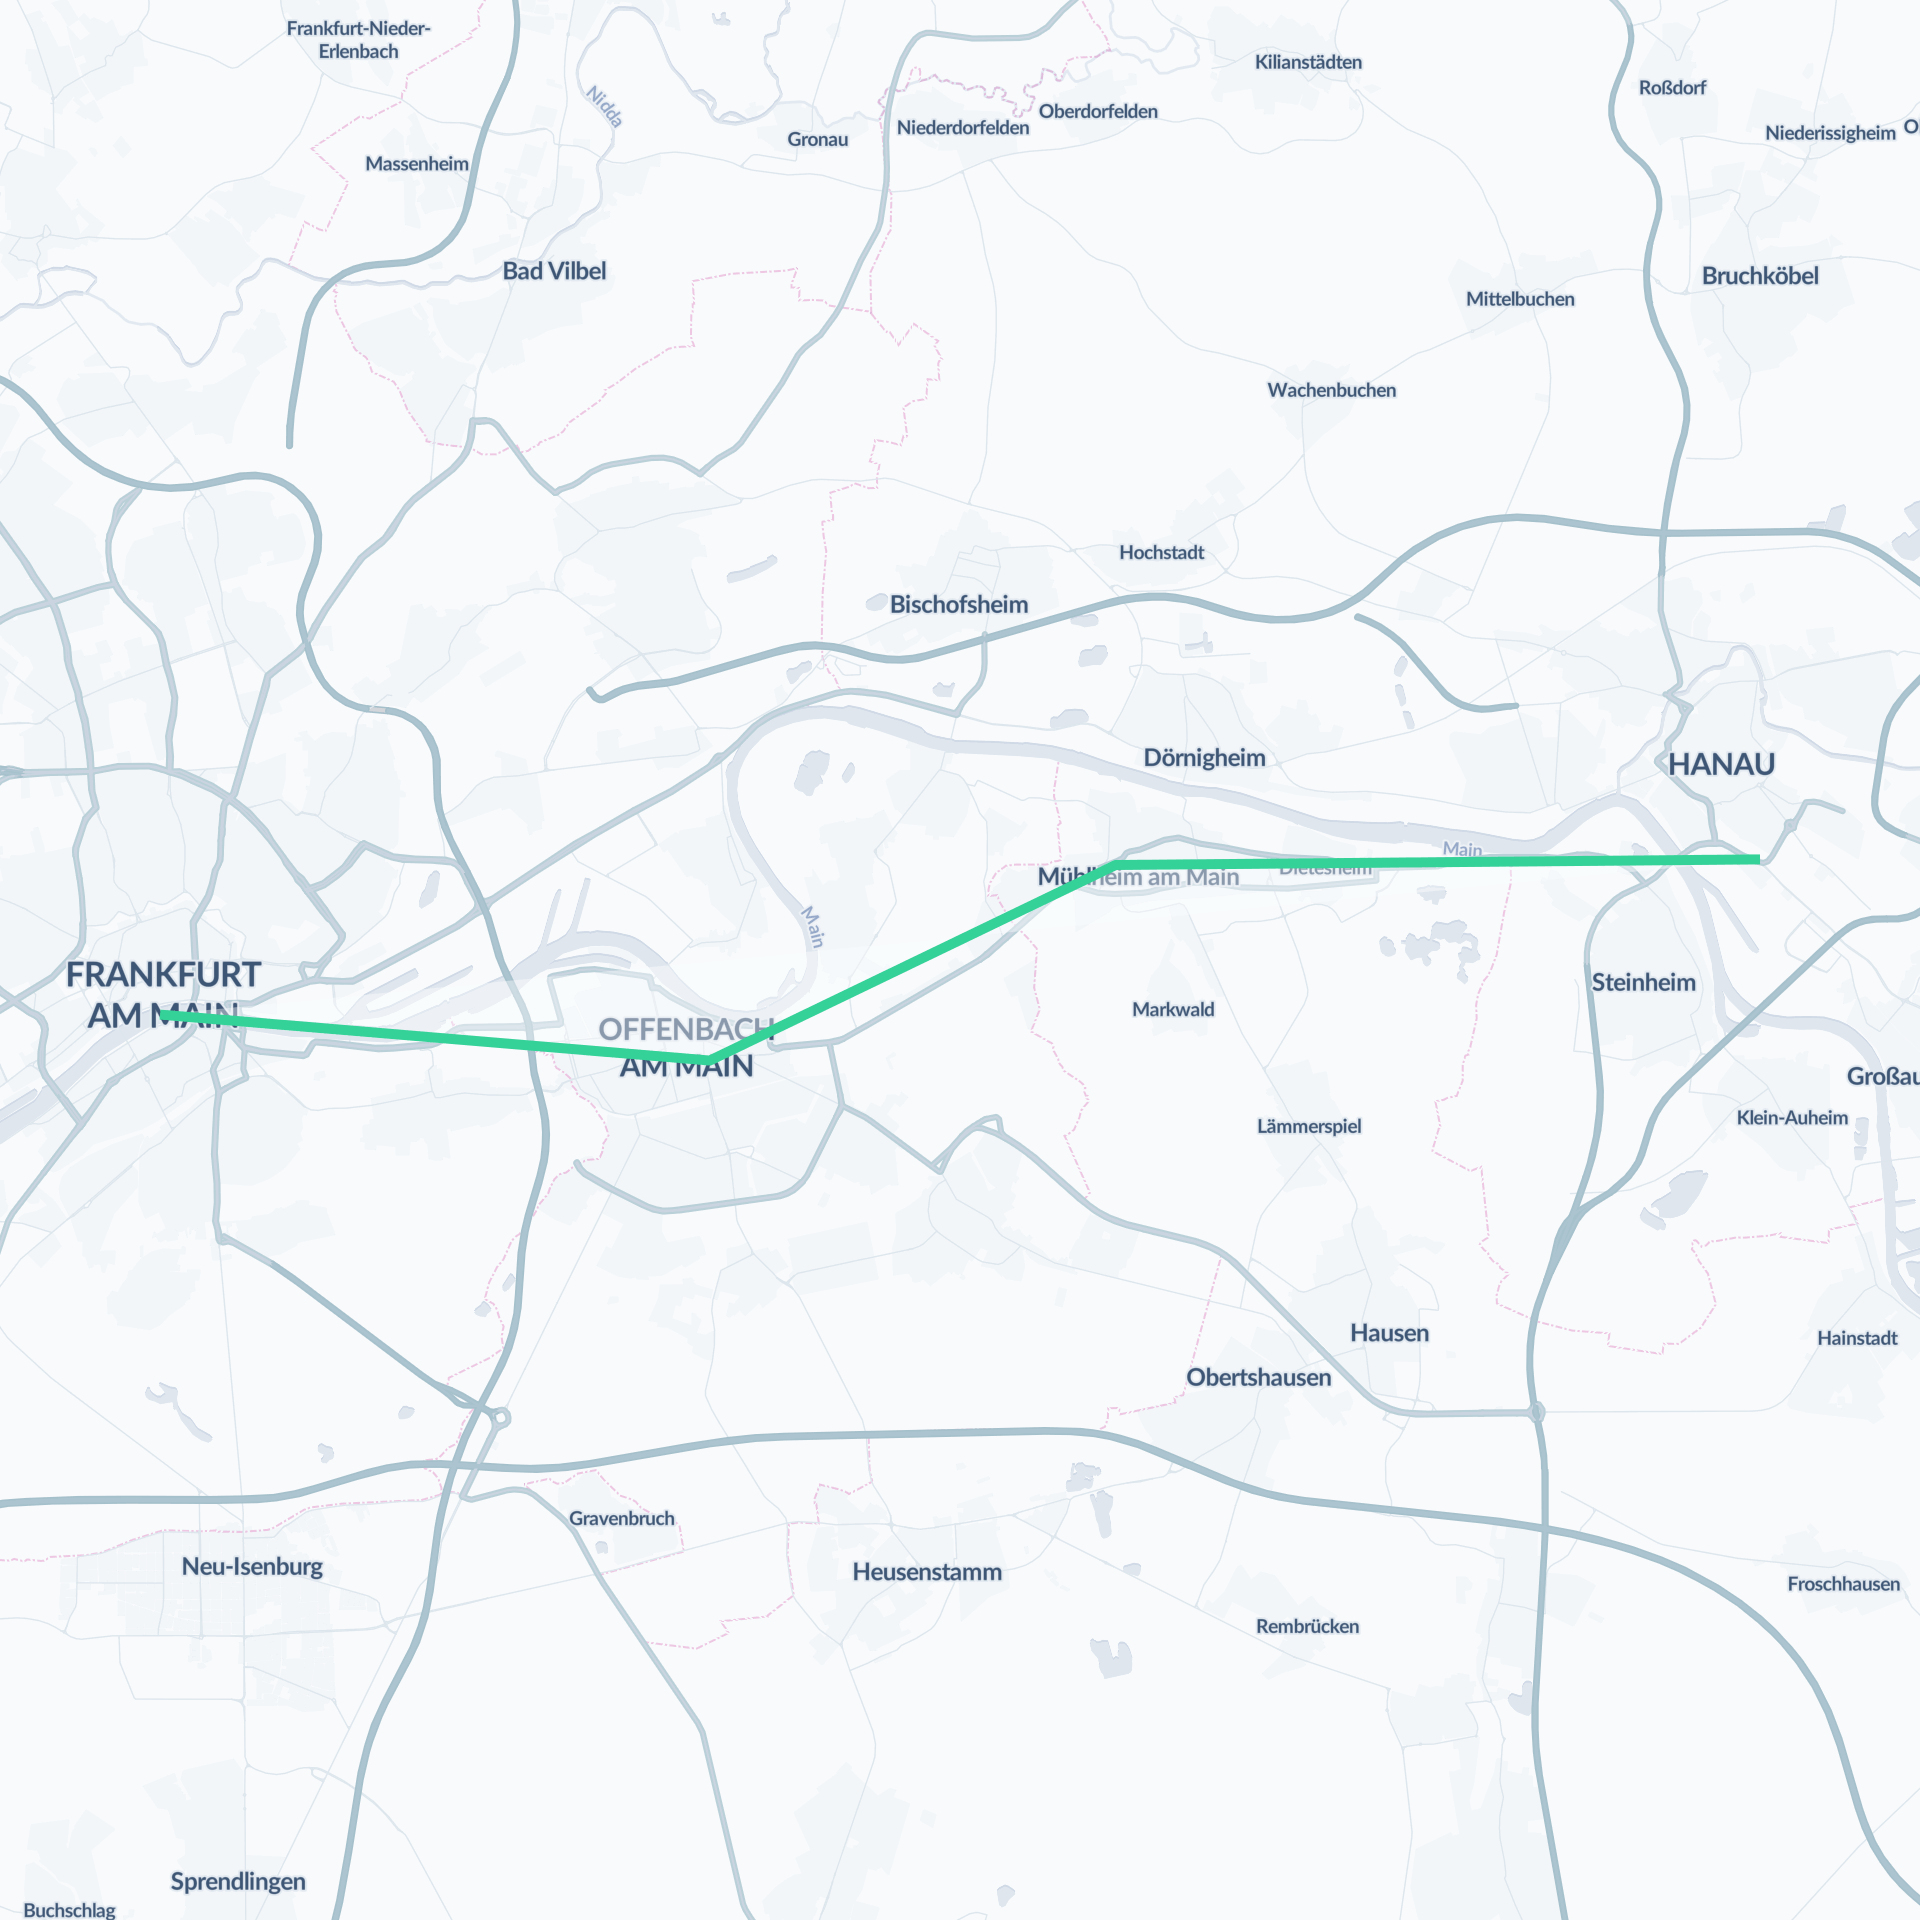 Frankfurt-Nieder-
Erlenbach
Kilianstädten
Roßdorf
Nidda
Oberdorfelden
Niederdorfelden
Niederissigheim
Gronau
Massenheim
Bad Vilbel
Bruchköbel
Mittelbuchen
Wachenbuchen
Hochstadt
Bischofsheim
Dörnigheim
HANAU
Main
Dietesheim
Mühlheim am Main
Main
FRANKFURT
AM MAIN
Steinheim
Markwald
OFFENBACH
AM MAIN
Großau
Klein-Auheim
Lämmerspiel
Hausen
Hainstadt
Obertshausen
Gravenbruch
Neu-Isenburg
Heusenstamm
Froschhausen
Rembrücken
Sprendlingen
Buchschlag